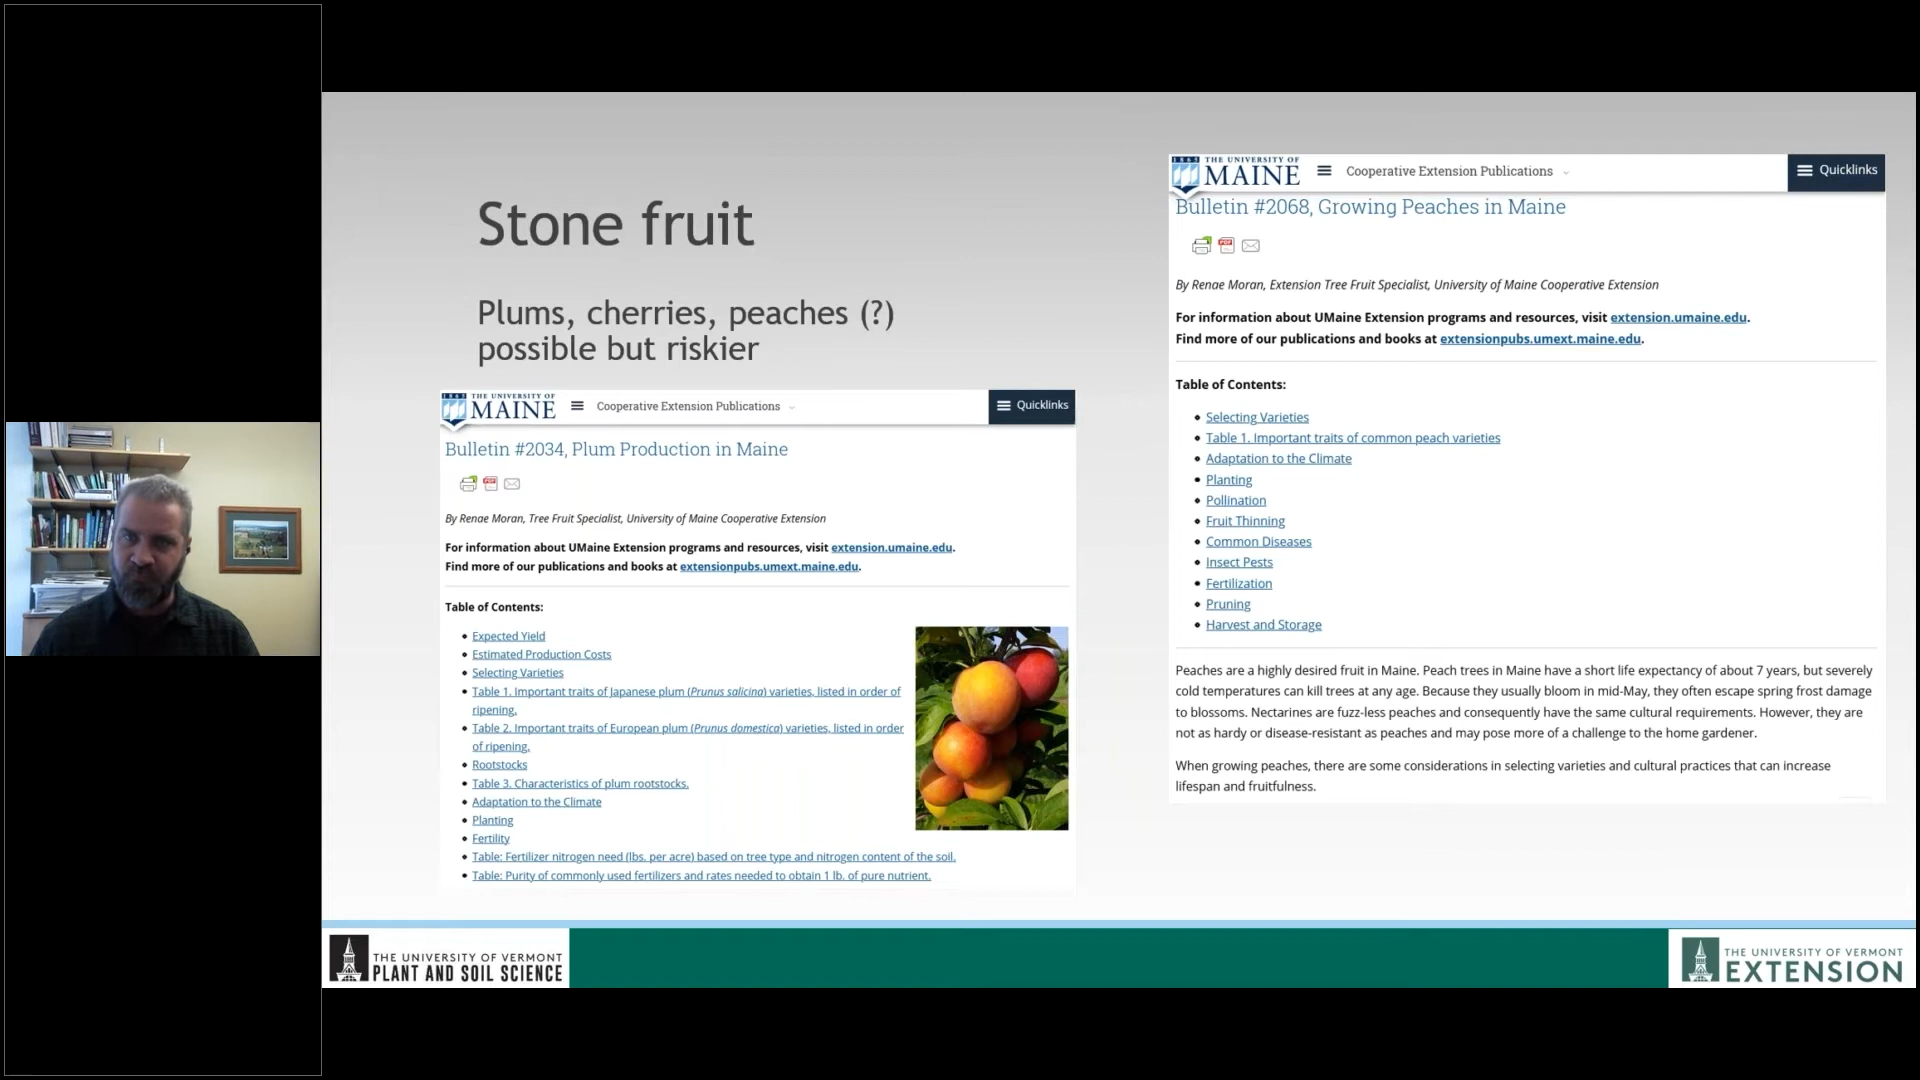 Stone fruit
Plums, cherries, peaches (?)
possible but riskier
1865 THE UNIVERSITY OF
MAINE
Cooperative Extension Publications
Quicklinks
Bulletin #2034, Plum Production in Maine
PDF
By Renae Moran, Tree Fruit Specialist, University of Maine Cooperative Extension
For information about UMaine Extension programs and resources, visit extension.umaine.edu.
Find more of our publications and books at extensionpubs.umext.maine.edu.
Table of Contents:
• Expected Yield
• Estimated Production Costs
• Selecting Varieties
• Table 1. Important traits of Japanese plum (Prunus salicina) varieties, listed in order of
ripening.
• Table 2. Important traits of European plum (Prunus domestica) varieties, listed in order
of ripening.
• Rootstocks
• Table 3. Characteristics of plum rootstocks.
• Adaptation to the Climate
• Planting
• Fertility
• Table: Fertilizer nitrogen need (lbs. per acre) based on tree type and nitrogen content of the soil.
• Table: Purity of commonly used fertilizers and rates needed to obtain 1 lb. of pure nutrient.
1865 THE UNIVERSITY OF
MAINE
Cooperative Extension Publications
Quicklinks
Bulletin #2068, Growing Peaches in Maine
PDF
By Renae Moran, Extension Tree Fruit Specialist, University of Maine Cooperative Extension
For information about UMaine Extension programs and resources, visit extension.umaine.edu.
Find more of our publications and books at extensionpubs.umext.maine.edu.
Table of Contents:
• Selecting Varieties
• Table 1. Important traits of common peach varieties
• Adaptation to the Climate
• Planting
• Pollination
• Fruit Thinning
• Common Diseases
• Insect Pests
• Fertilization
• Pruning
• Harvest and Storage
Peaches are a highly desired fruit in Maine. Peach trees in Maine have a short life expectancy of about 7 years, but severely
cold temperatures can kill trees at any age. Because they usually bloom in mid-May, they often escape spring frost damage
to blossoms. Nectarines are fuzz-less peaches and consequently have the same cultural requirements. However, they are
not as hardy or disease-resistant as peaches and may pose more of a challenge to the home gardener.
When growing peaches, there are some considerations in selecting varieties and cultural practices that can increase
lifespan and fruitfulness.
THE UNIVERSITY OF VERMONT
PLANT AND SOIL SCIENCE
THE UNIVERSITY OF VERMONT
EXTENSION